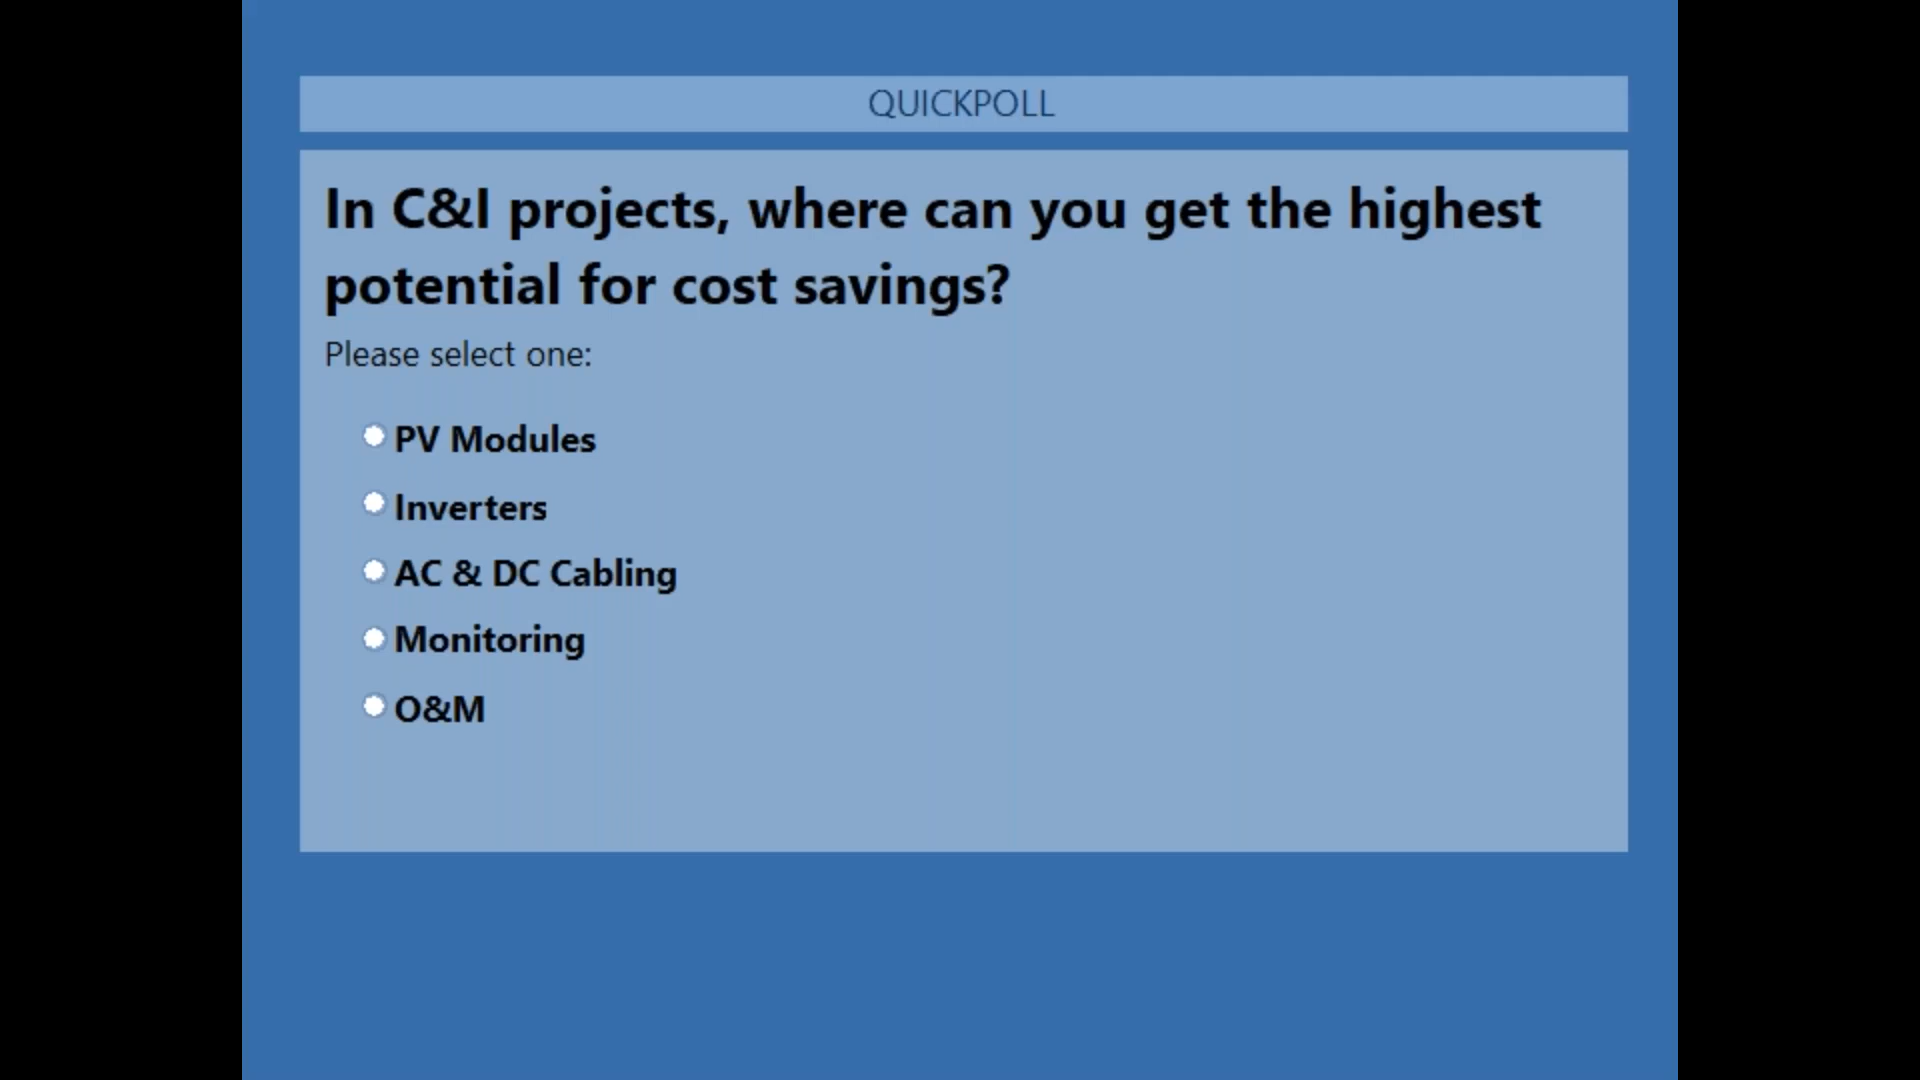 QUICKPOLL
In C&I projects, where can you get the highest
potential for cost savings?
Please select one:
PV Modules
Inverters
AC & DC Cabling
Monitoring
O&M